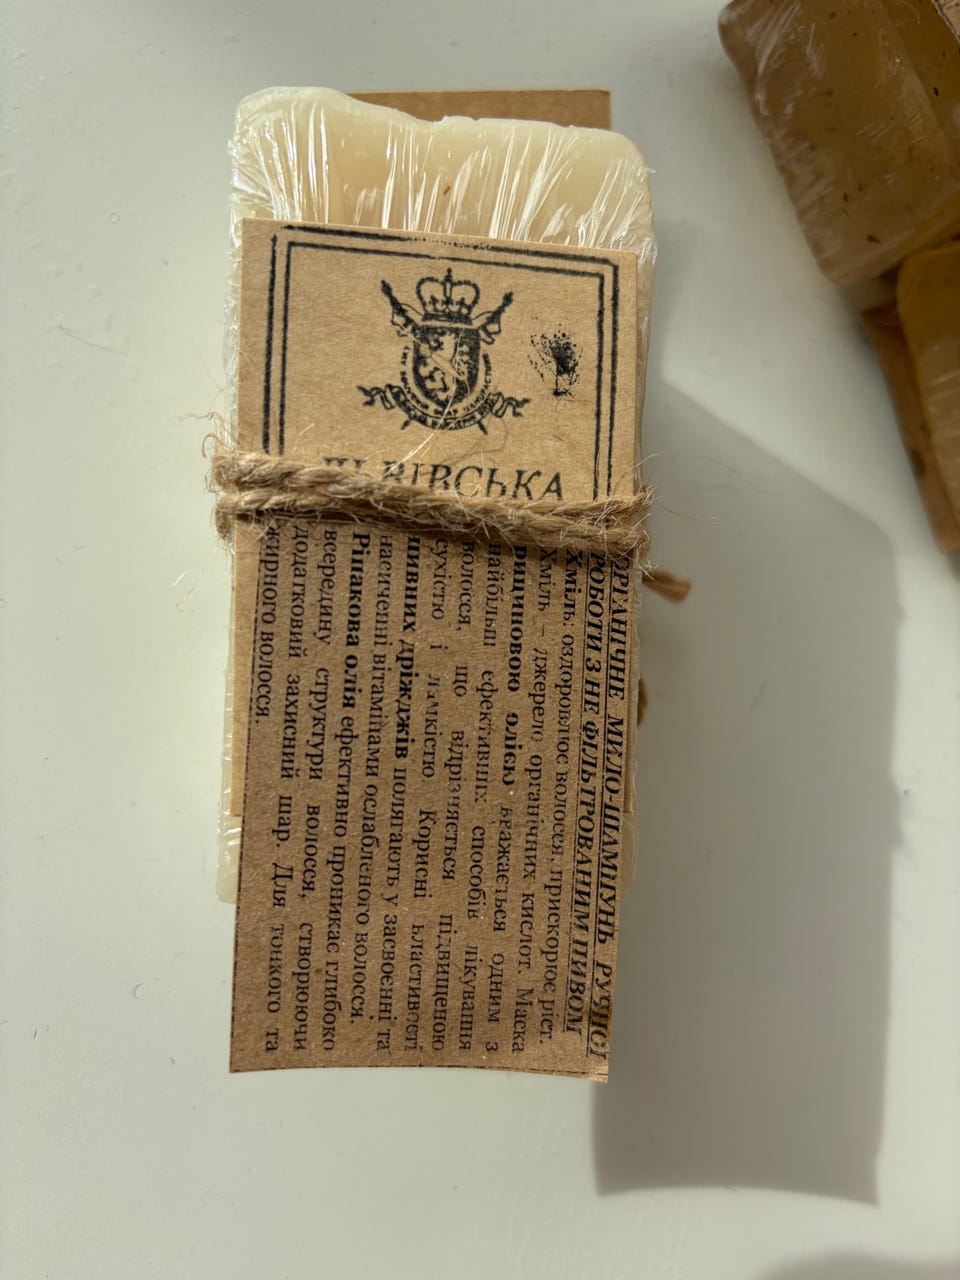 ЛЬВІВСЬКА
ОРГАНІЧНЕ МИЛО-ШАМПУНЬ РУЧНОЇ
РОБОТИ З НЕ ФІЛЬТРОВАНИМ ПИВОМ
Хміль: оздоровлює волосся, прискорює ріст.
Хміль – джерело органічних кислот. Маска
рициновою олією вважається одним з
найбільш ефективних способів лікування
волосся, що відрізняється підвищеною
сухістю і ламкістю. Корисні властивості
пивних дріжджів полягають у засвоєнні та
насиченні вітамінами ослабленого волосся.
Ріпакова олія ефективно проникає глибоко
всередину структури волосся, створюючи
додатковий захисний шар. Для тонкого та
жирного волосся.